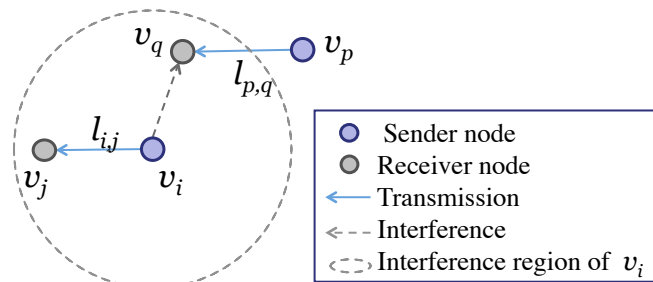 v_q
v_p
l_{p,q}
l_{i,j}
v_j
v_i
Sender node
Receiver node
Transmission
Interference
Interference region of v_i